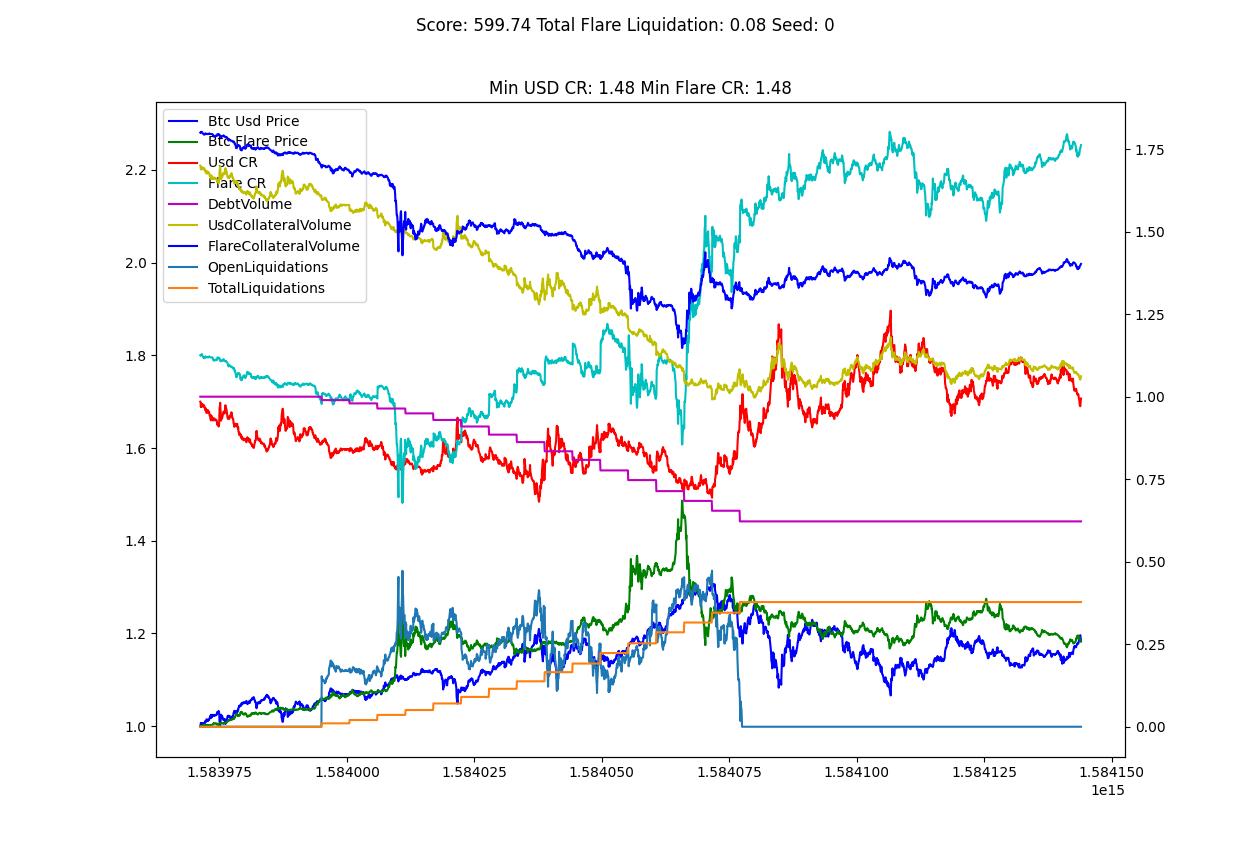 Score: 599.74 Total Flare Liquidation: 0.08 Seed: 0
Min USD CR: 1.48 Min Flare CR: 1.48
Btc Usd Price
Btc Flare Price
Usd CR
Flare CR
DebtVolume
UsdCollateralVolume
FlareCollateralVolume
OpenLiquidations
TotalLiquidations
2.2
2.0
1.8
1.6
1.4
1.2
1.0
1.75
1.50
1.25
1.00
0.75
0.50
0.25
0.00
1.583975 1.584000 1.584025 1.584050 1.584075 1.584100 1.584125 1.584150
1e15